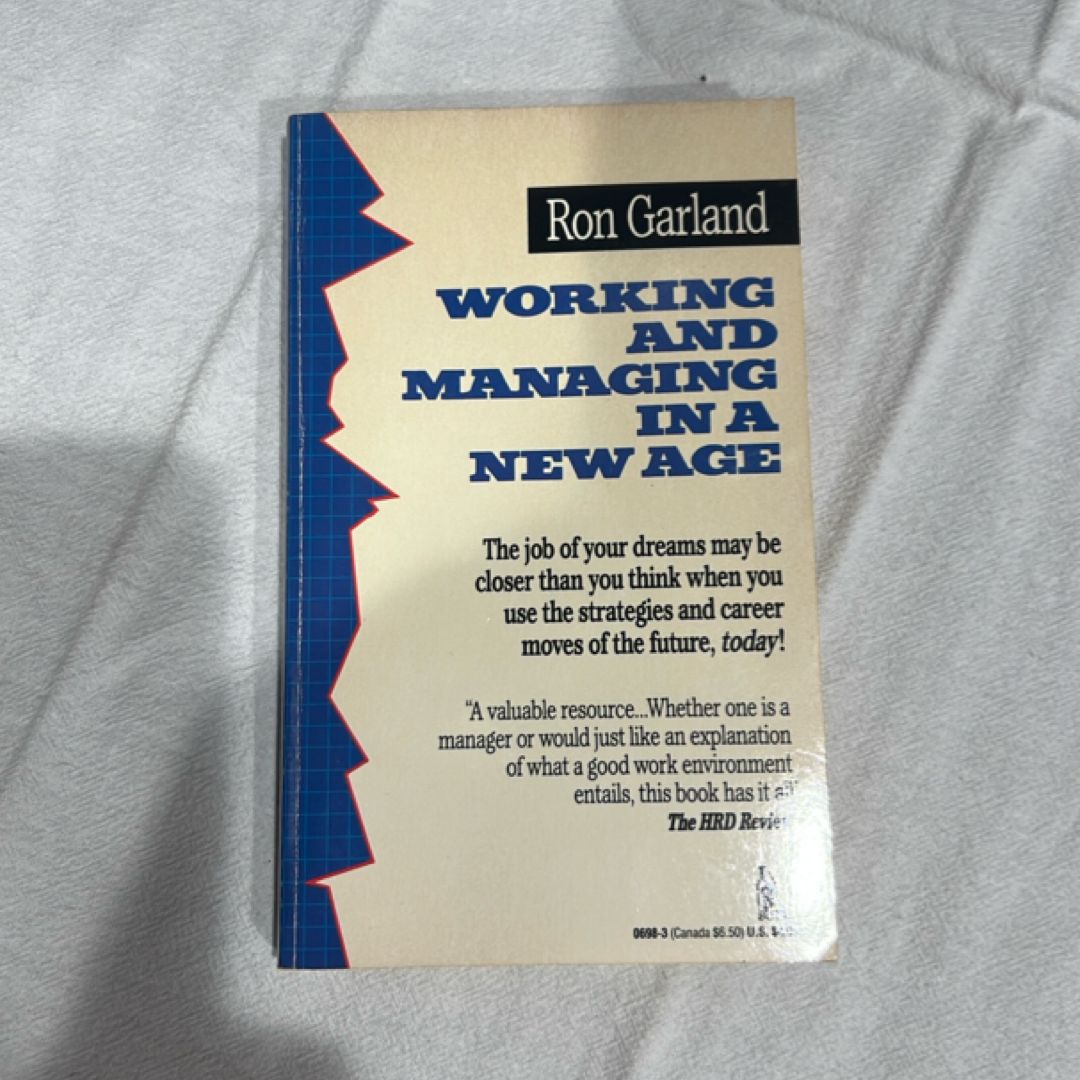 Ron Garland
WORKING
AND
MANAGING
IN A
NEW AGE
The job of your dreams may be
closer than you think when you
use the strategies and career
moves of the future, today!
“A valuable resource...Whether one is a
manager or would just like an explanation
of what a good work environment
entails, this book has it all"
The HRD Review
0698-3 (Canada $6.50) U.S.